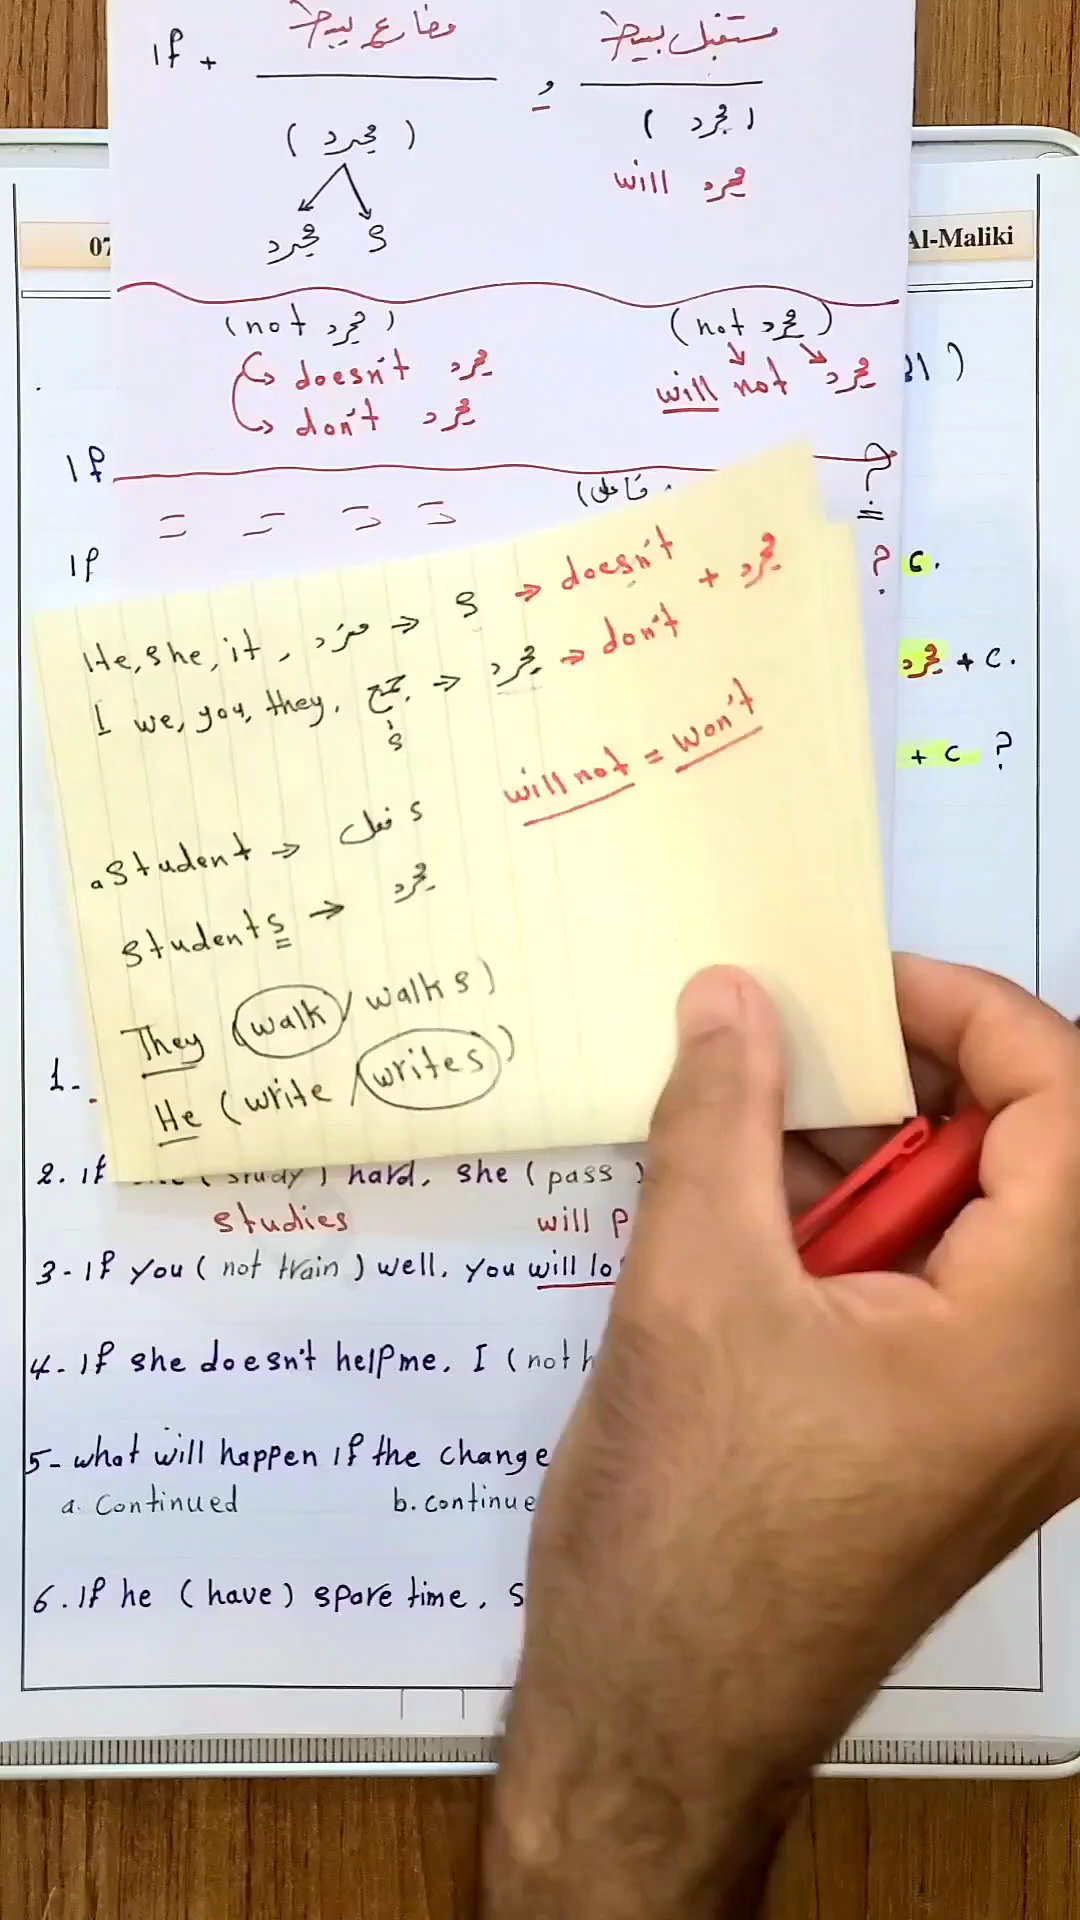 If + مضارع بسيط , مستقبل بسيط
(مجرد) (مجرد)
will مجرد
مجرد s
07
Al-Maliki
(not مجرد) (not مجرد)
doesn't مجرد
will not مجرد
don't مجرد
If ?
(فاعل
If ? c.
مجرد + c.
+ c ?
He, she, it, مفرد → s → doesn't
I we, you, they, جمع → مجرد → don't + مجرد
s
will not = won't
a student → فعل s
students → مجرد
They (walk / walks)
He (write / writes)
1-
2. If (study) hard, she (pass)
studies will p
3- If you (not train) well, you will lo
4- If she doesn't help me, I (not h
5- what will happen if the change
a. continued b. continue
6. If he (have) spare time, s